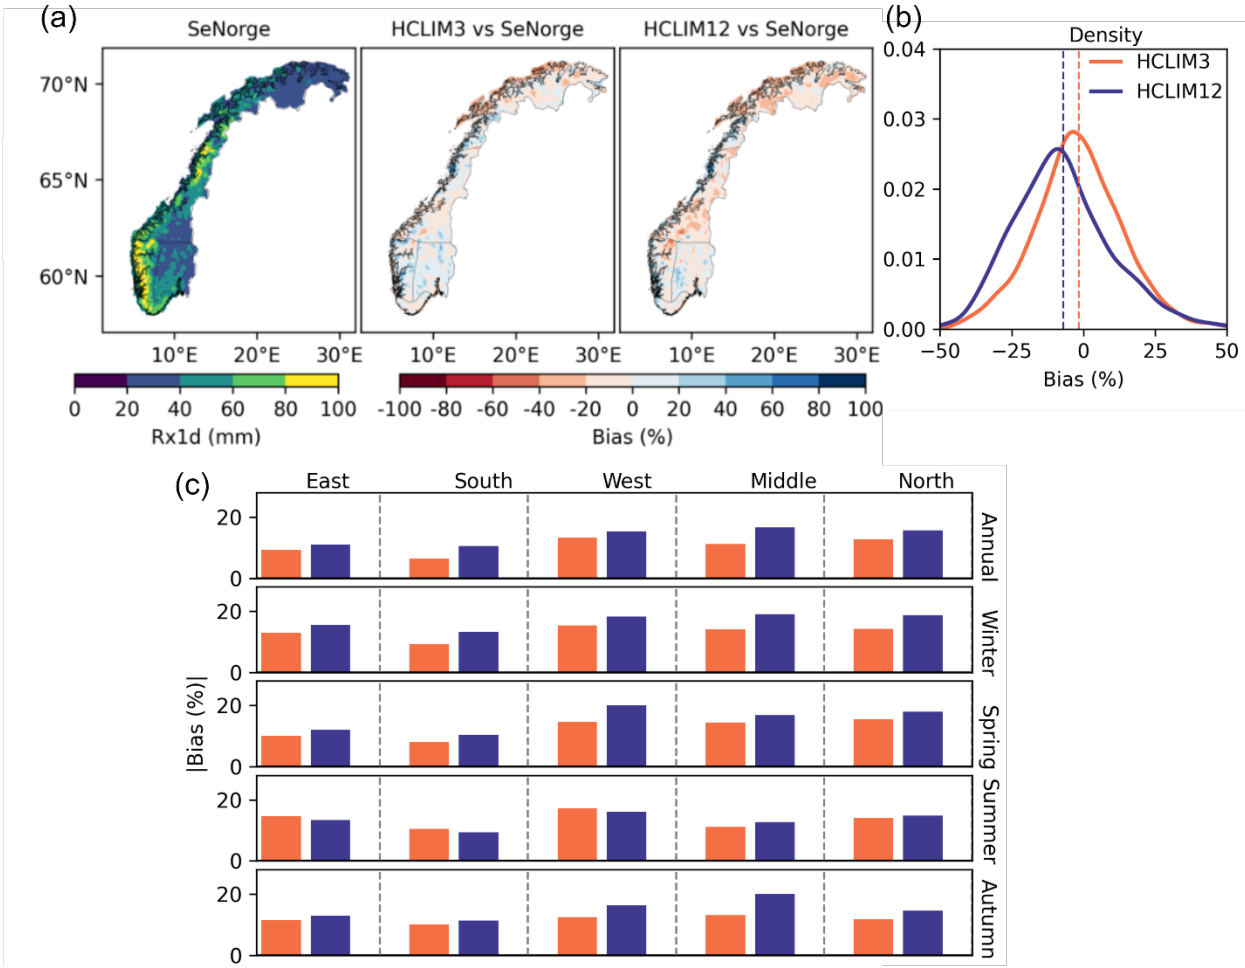 (a)
SeNorge
HCLIM3 vs SeNorge
HCLIM12 vs SeNorge
70°N
65°N
60°N
10°E 20°E 30°E
10°E 20°E 30°E
10°E 20°E 30°E
0 20 40 60 80 100
Rx1d (mm)
-100 -80 -60 -40 -20 0 20 40 60 80 100
Bias (%)
(b)
Density
HCLIM3
HCLIM12
0.04
0.03
0.02
0.01
0.00
−50 −25 0 25 50
Bias (%)
(c)
East South West Middle North
20
0
Annual
20
0
Winter
|Bias (%)|
20
0
Spring
20
0
Summer
20
0
Autumn